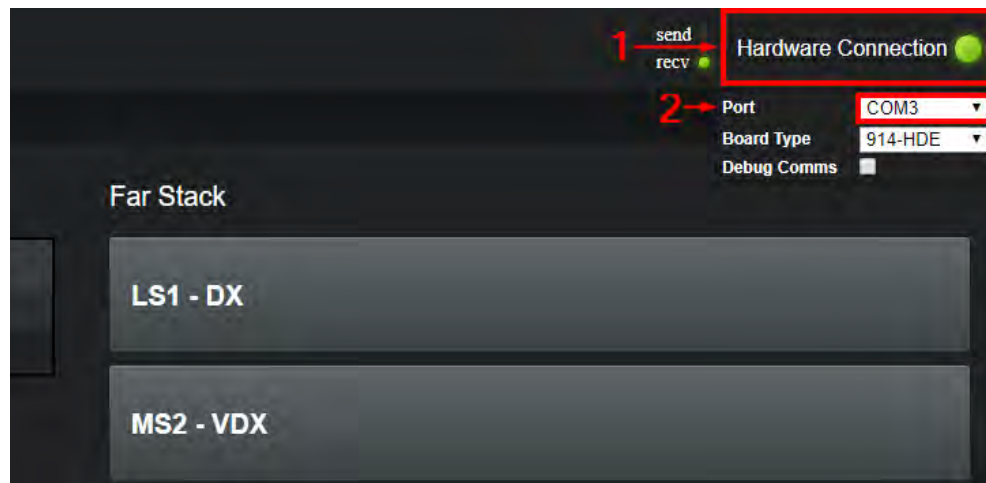 1
send
recv
Hardware Connection
2
Port COM3
Board Type 914-HDE
Debug Comms
Far Stack
LS1 - DX
MS2 - VDX